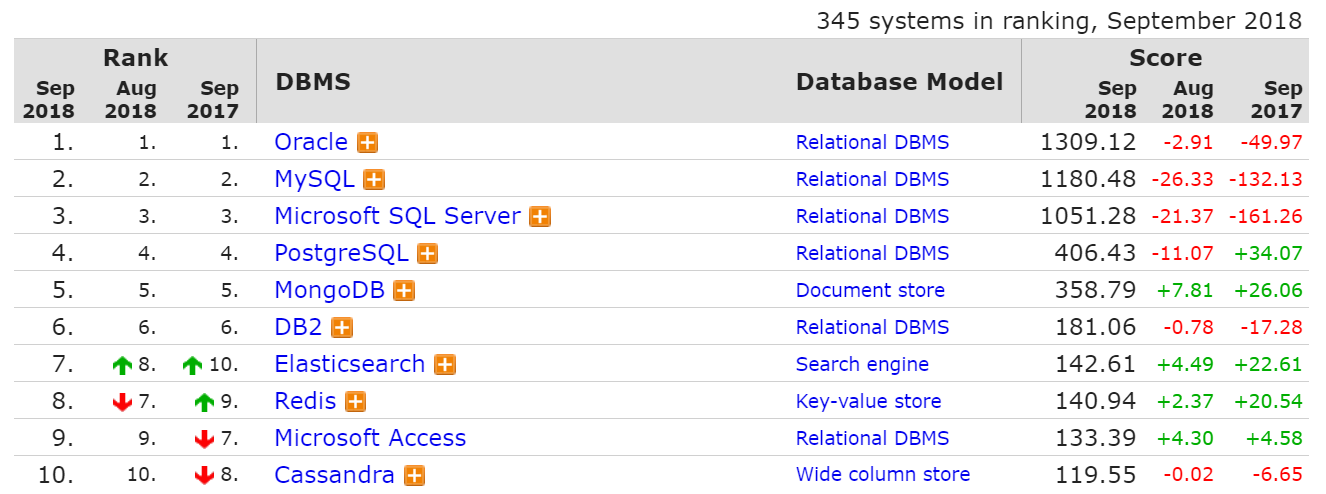 345 systems in ranking, September 2018
Rank DBMS Database Model Score
Sep 2018 Aug 2018 Sep 2017 Sep 2018 Aug 2018 Sep 2017
1. 1. 1. Oracle Relational DBMS 1309.12 -2.91 -49.97
2. 2. 2. MySQL Relational DBMS 1180.48 -26.33 -132.13
3. 3. 3. Microsoft SQL Server Relational DBMS 1051.28 -21.37 -161.26
4. 4. 4. PostgreSQL Relational DBMS 406.43 -11.07 +34.07
5. 5. 5. MongoDB Document store 358.79 +7.81 +26.06
6. 6. 6. DB2 Relational DBMS 181.06 -0.78 -17.28
7. 8. 10. Elasticsearch Search engine 142.61 +4.49 +22.61
8. 7. 9. Redis Key-value store 140.94 +2.37 +20.54
9. 9. 7. Microsoft Access Relational DBMS 133.39 +4.30 +4.58
10. 10. 8. Cassandra Wide column store 119.55 -0.02 -6.65